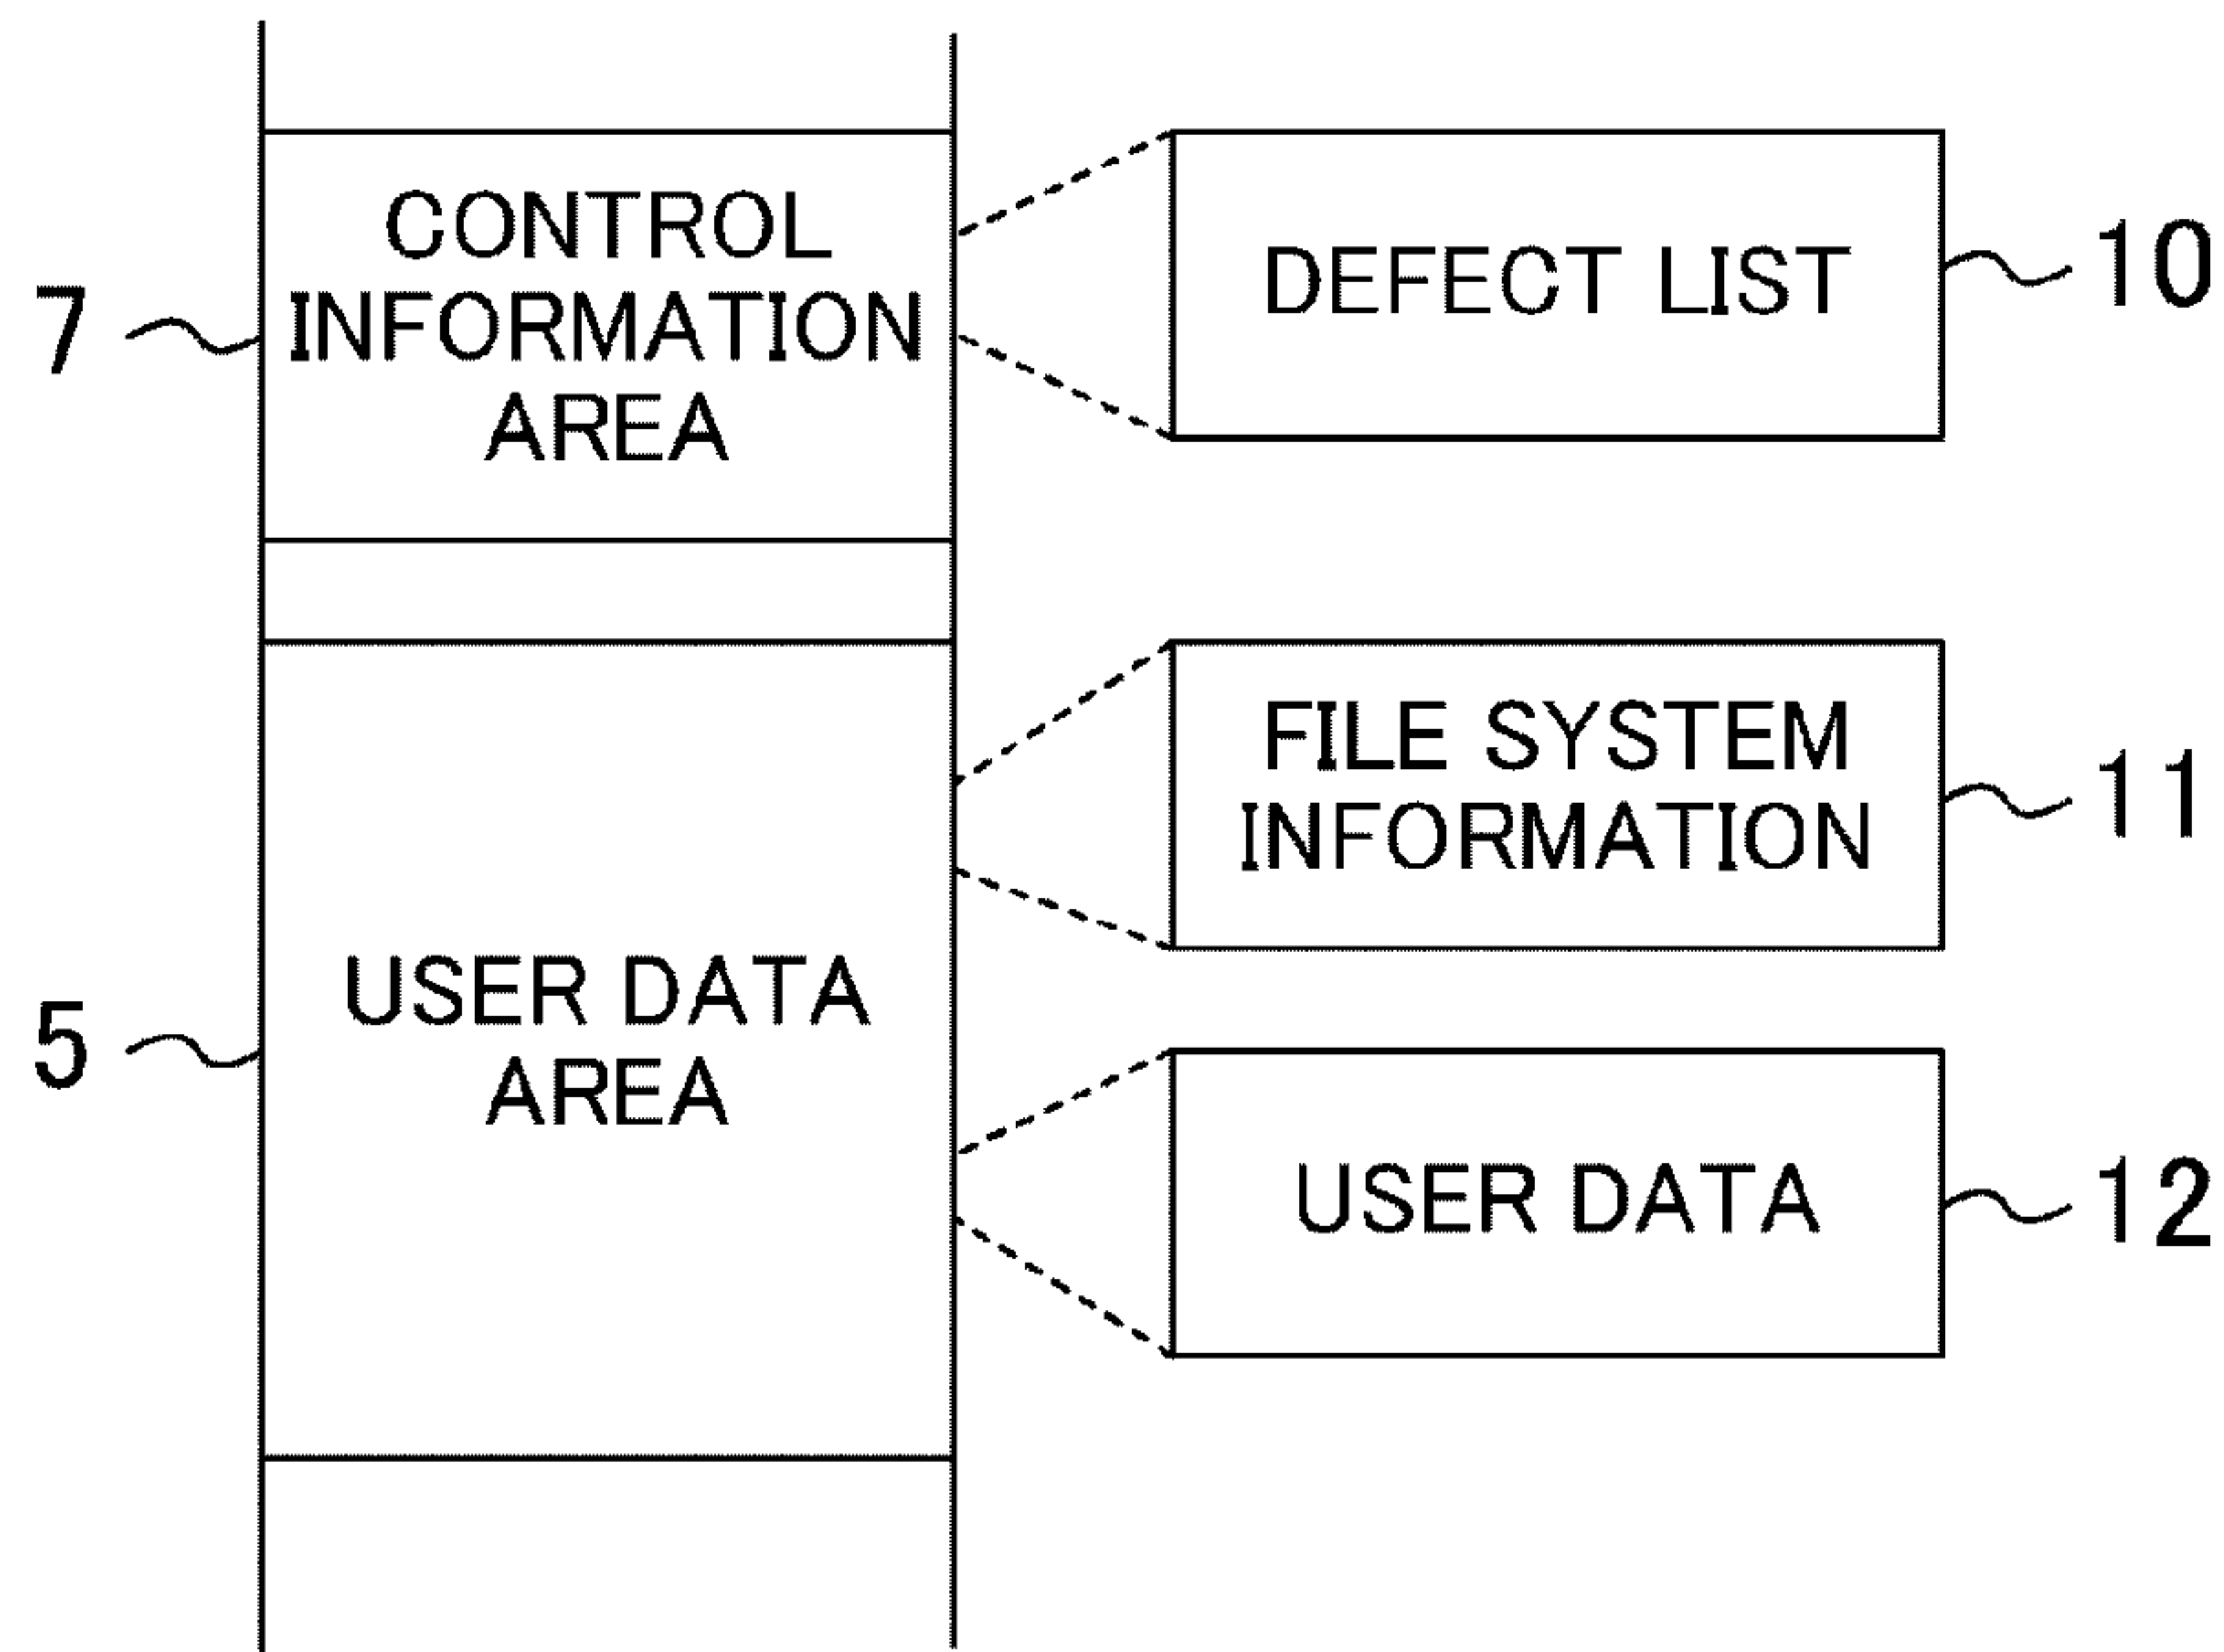 CONTROL
INFORMATION
AREA
7
DEFECT LIST
10
FILE SYSTEM
INFORMATION
11
USER DATA
AREA
5
USER DATA
12